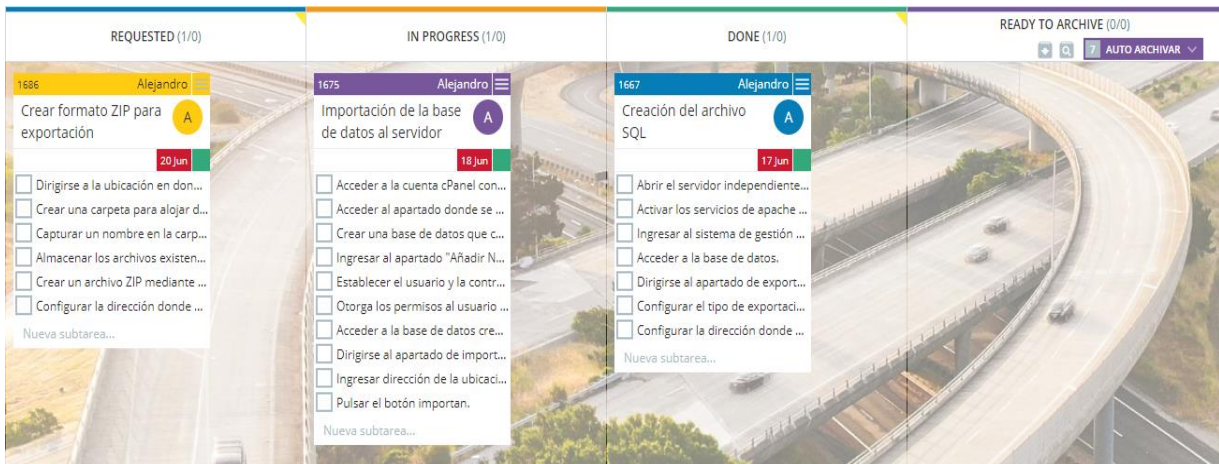 REQUESTED (1/0)
IN PROGRESS (1/0)
DONE (1/0)
READY TO ARCHIVE (0/0)
7 AUTO ARCHIVAR
1686 Alejandro
Crear formato ZIP para
exportación
A
20 Jun
Dirigirse a la ubicación en don...
Crear una carpeta para alojar d...
Capturar un nombre en la carp...
Almacenar los archivos existen...
Crear un archivo ZIP mediante ...
Configurar la dirección donde ...
Nueva subtarea...
1675 Alejandro
Importación de la base
de datos al servidor
A
18 Jun
Acceder a la cuenta cPanel con...
Acceder al apartado donde se ...
Crear una base de datos que c...
Ingresar al apartado "Añadir N...
Establecer el usuario y la contr...
Otorga los permisos al usuario ...
Acceder a la base de datos cre...
Dirigirse al apartado de import...
Ingresar dirección de la ubicaci...
Pulsar el botón importan.
Nueva subtarea...
1667 Alejandro
Creación del archivo
SQL
A
17 Jun
Abrir el servidor independiente...
Activar los servicios de apache ...
Ingresar al sistema de gestión ...
Acceder a la base de datos.
Dirigirse al apartado de export...
Configurar el tipo de exportaci...
Configurar la dirección donde ...
Nueva subtarea...